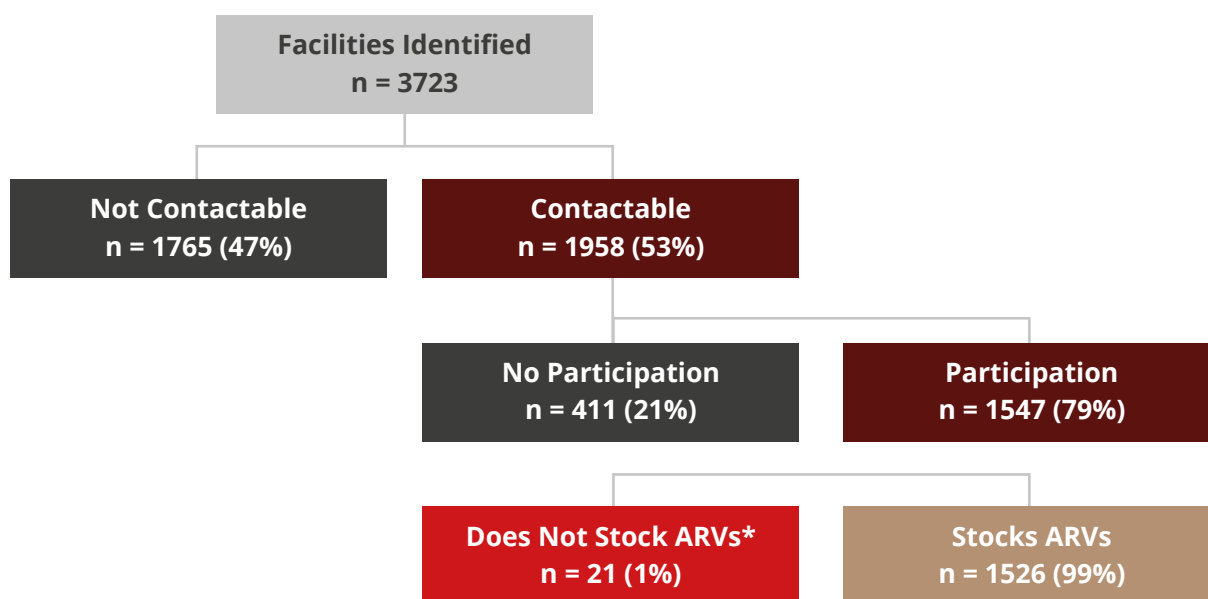 Facilities Identified
n = 3723
Not Contactable
n = 1765 (47%)
Contactable
n = 1958 (53%)
No Participation
n = 411 (21%)
Participation
n = 1547 (79%)
Does Not Stock ARVs*
n = 21 (1%)
Stocks ARVs
n = 1526 (99%)